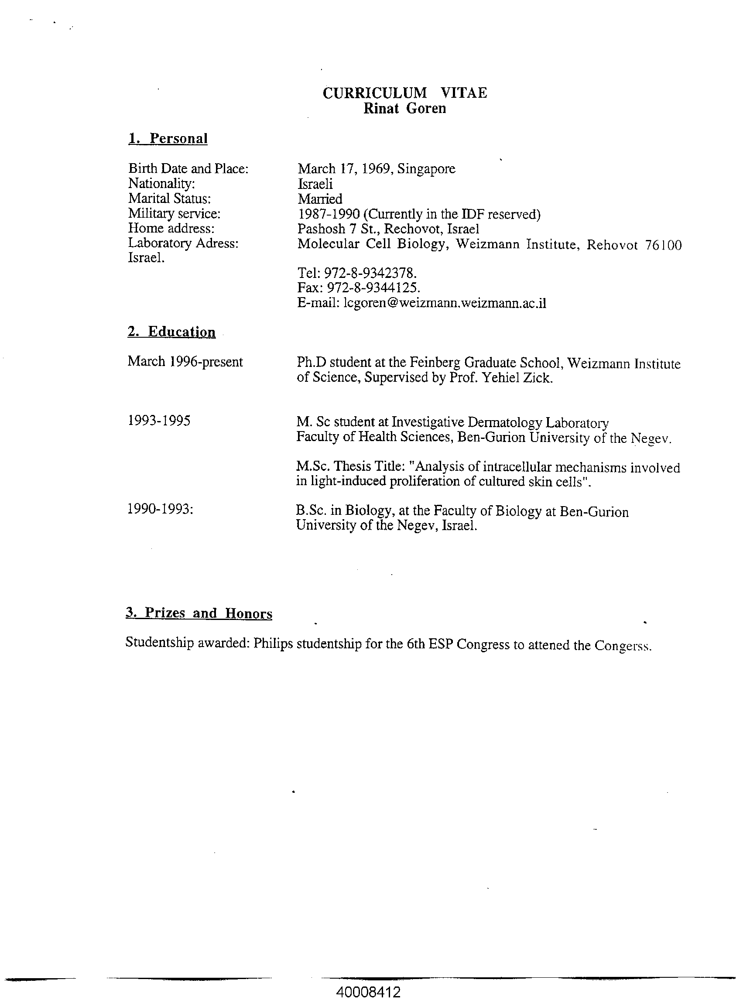 CURRICULUM VITAE
Rinat Goren
1. Personal
Birth Date and Place: March 17, 1969, Singapore
Nationality: Israeli
Marital Status: Married
Military service: 1987-1990 (Currently in the IDF reserved)
Home address: Pashosh 7 St., Rechovot, Israel
Laboratory Adress: Molecular Cell Biology, Weizmann Institute, Rehovot 76100
Israel.
Tel: 972-8-9342378.
Fax: 972-8-9344125.
E-mail: lcgoren@weizmann.weizmann.ac.il
2. Education
March 1996-present Ph.D student at the Feinberg Graduate School, Weizmann Institute
of Science, Supervised by Prof. Yehiel Zick.
1993-1995 M. Sc student at Investigative Dermatology Laboratory
Faculty of Health Sciences, Ben-Gurion University of the Negev.
M.Sc. Thesis Title: "Analysis of intracellular mechanisms involved
in light-induced proliferation of cultured skin cells".
1990-1993: B.Sc. in Biology, at the Faculty of Biology at Ben-Gurion
University of the Negev, Israel.
3. Prizes and Honors
Studentship awarded: Philips studentship for the 6th ESP Congress to attened the Congerss.
40008412